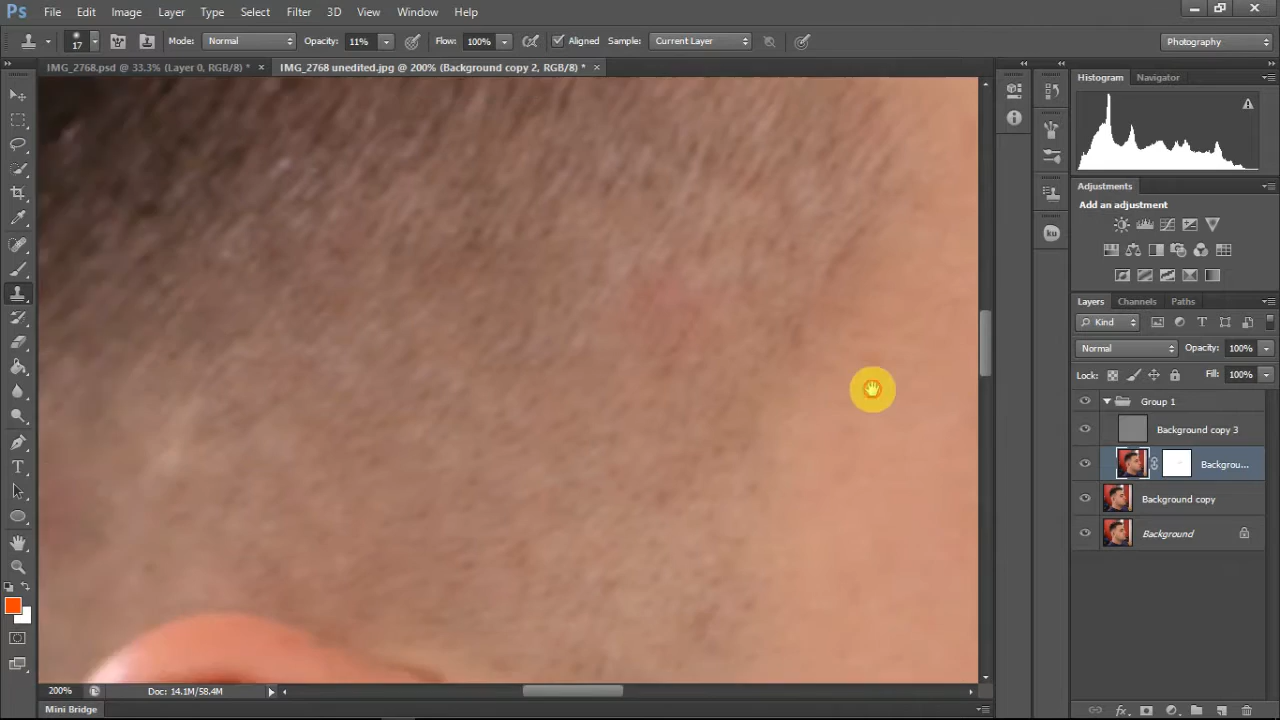 Ps File Edit Image Layer Type Select Filter 3D View Window Help
17 Mode: Normal Opacity: 11% Flow: 100% Aligned Sample: Current Layer Photography
IMG_2768.psd @ 33.3% (Layer 0, RGB/8) * × IMG_2768 unedited.jpg @ 200% (Background copy 2, RGB/8) * ×
Histogram Navigator
Adjustments
Add an adjustment
ku
Layers Channels Paths
Kind
Normal Opacity: 100%
Lock: Fill: 100%
Group 1
Background copy 3
Backgrou...
Background copy
Background
200% Doc: 14.1M/58.4M
Mini Bridge